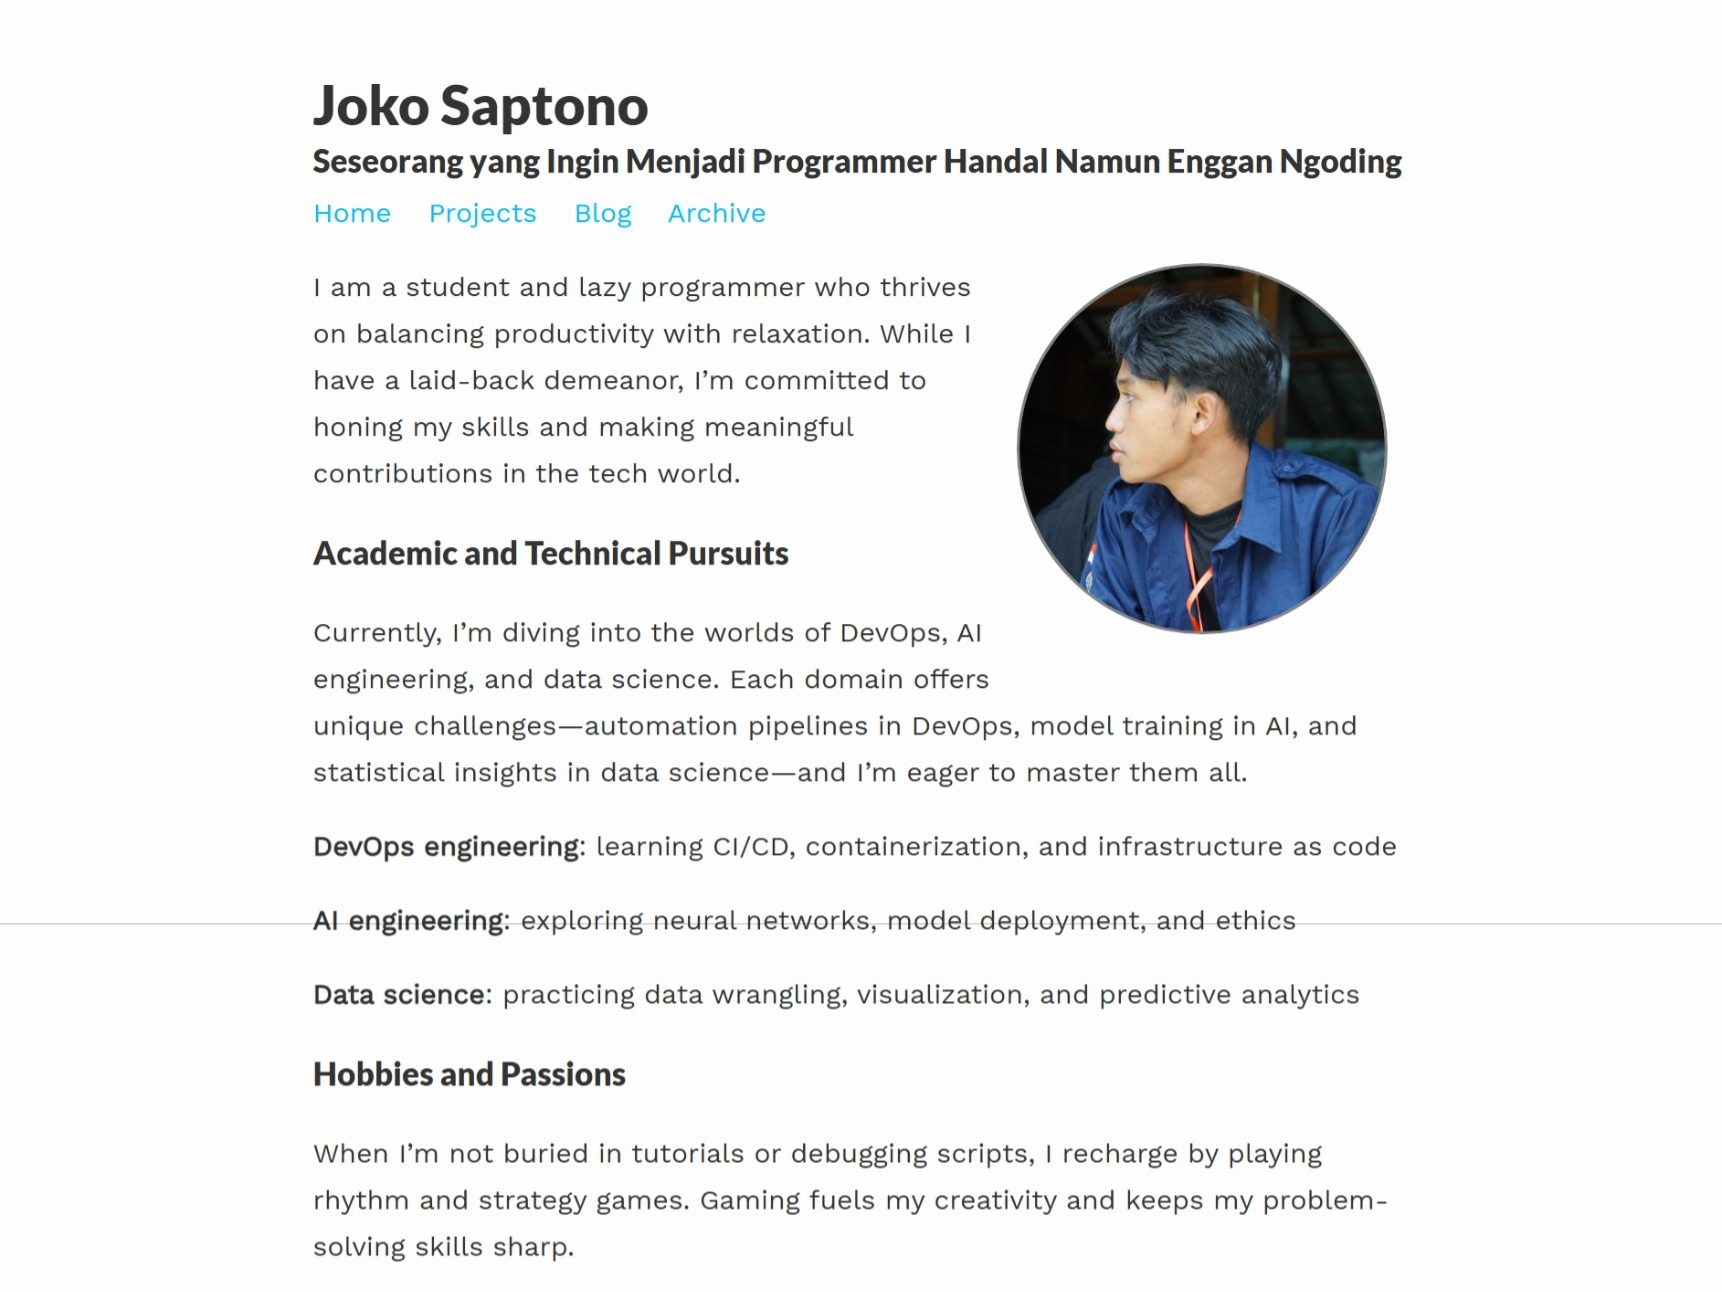 Joko Saptono
Seseorang yang Ingin Menjadi Programmer Handal Namun Enggan Ngoding
Home Projects Blog Archive
I am a student and lazy programmer who thrives
on balancing productivity with relaxation. While I
have a laid-back demeanor, I’m committed to
honing my skills and making meaningful
contributions in the tech world.
Academic and Technical Pursuits
Currently, I’m diving into the worlds of DevOps, AI
engineering, and data science. Each domain offers
unique challenges—automation pipelines in DevOps, model training in AI, and
statistical insights in data science—and I’m eager to master them all.
DevOps engineering: learning CI/CD, containerization, and infrastructure as code
AI engineering: exploring neural networks, model deployment, and ethics
Data science: practicing data wrangling, visualization, and predictive analytics
Hobbies and Passions
When I’m not buried in tutorials or debugging scripts, I recharge by playing
rhythm and strategy games. Gaming fuels my creativity and keeps my problem-
solving skills sharp.